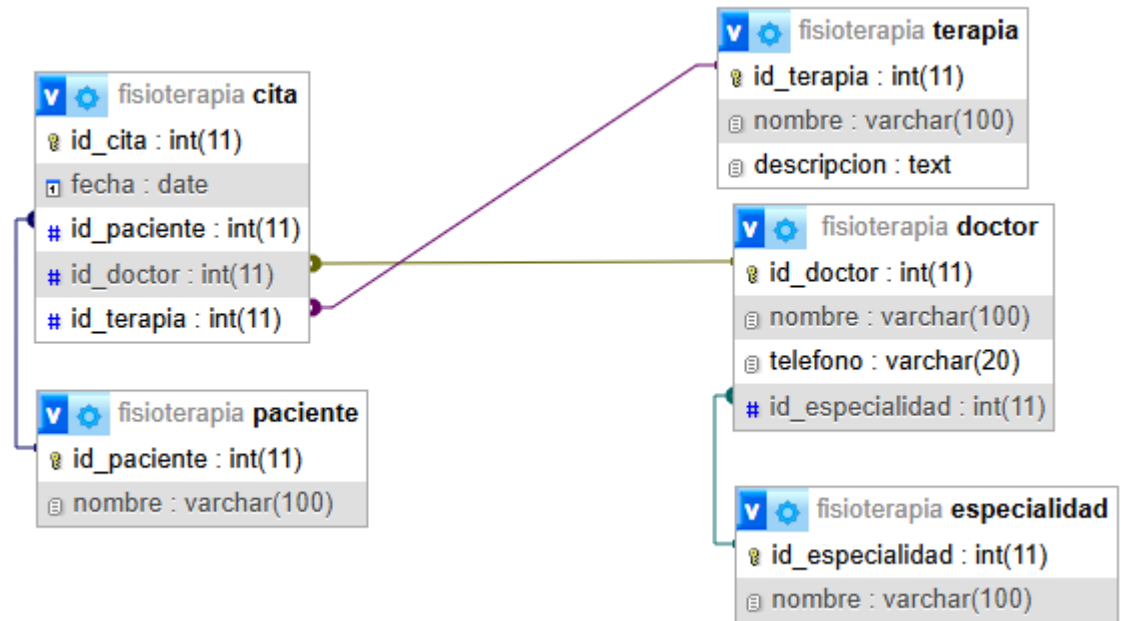 v fisioterapia cita
id_cita : int(11)
fecha : date
# id_paciente : int(11)
# id_doctor : int(11)
# id_terapia : int(11)
v fisioterapia paciente
id_paciente : int(11)
nombre : varchar(100)
v fisioterapia terapia
id_terapia : int(11)
nombre : varchar(100)
descripcion : text
v fisioterapia doctor
id_doctor : int(11)
nombre : varchar(100)
telefono : varchar(20)
# id_especialidad : int(11)
v fisioterapia especialidad
id_especialidad : int(11)
nombre : varchar(100)